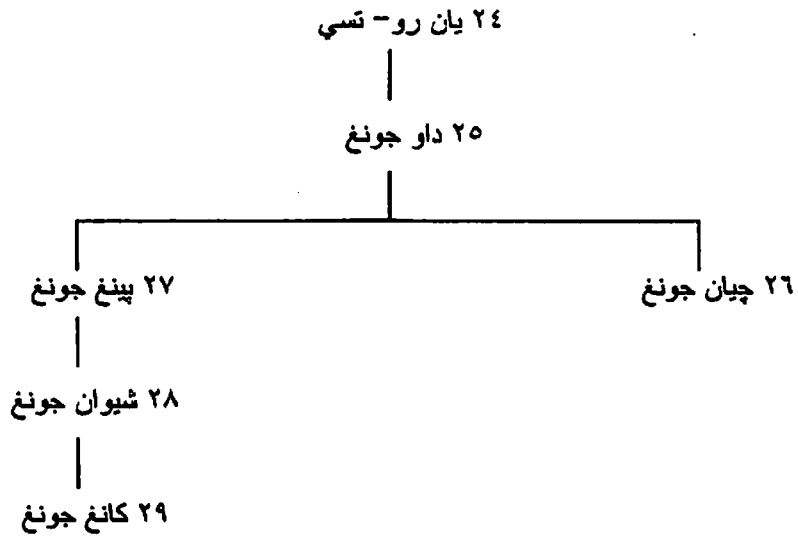 ٢٤ يان رو- تسي
٢٥ داو جونغ
٢٦ چيان جونغ
٢٧ پينغ جونغ
٢٨ شيوان جونغ
٢٩ كانغ جونغ